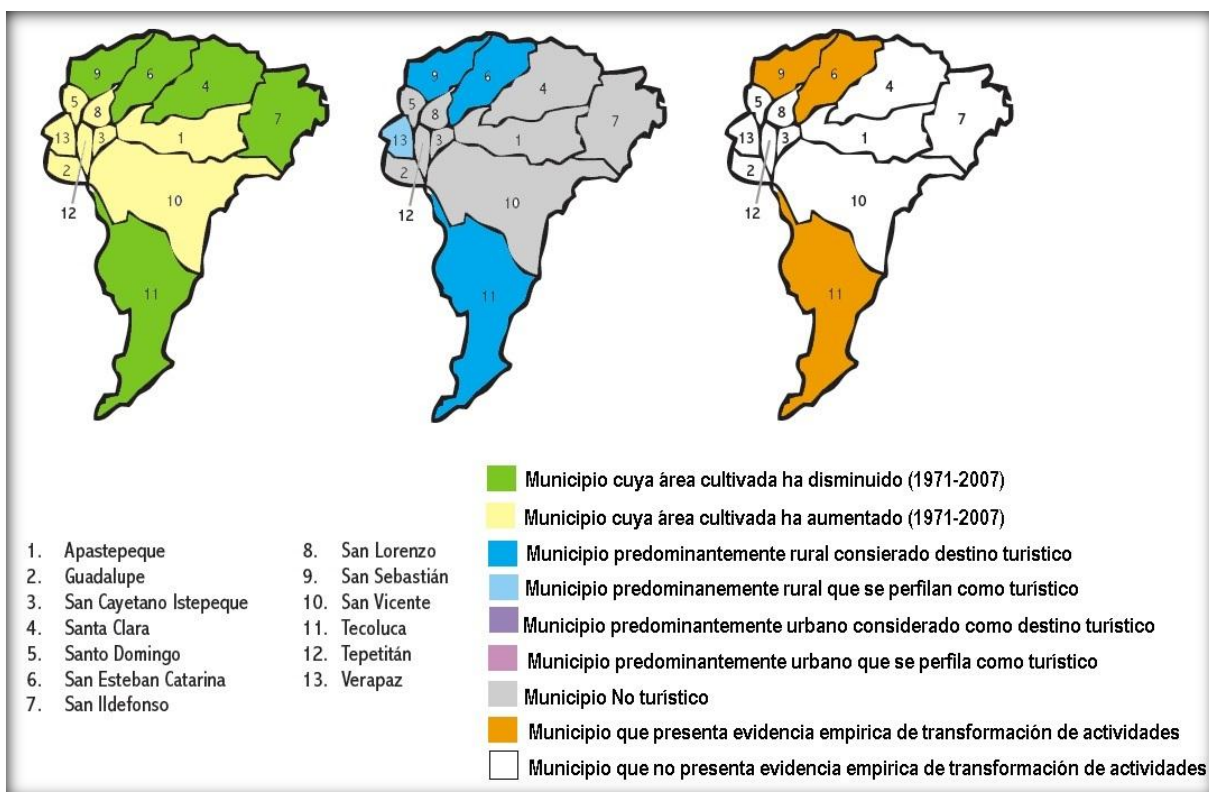 9
6
4
7
5
8
13
3
1
2
12
10
11
9
6
4
7
5
8
13
3
1
2
12
10
11
9
6
4
7
5
8
13
3
1
2
12
10
11
1. Apastepeque
2. Guadalupe
3. San Cayetano Istepeque
4. Santa Clara
5. Santo Domingo
6. San Esteban Catarina
7. San Ildefonso
8. San Lorenzo
9. San Sebastián
10. San Vicente
11. Tecoluca
12. Tepetitán
13. Verapaz
Municipio cuya área cultivada ha disminuido (1971-2007)
Municipio cuya área cultivada ha aumentado (1971-2007)
Municipio predominantemente rural consierado destino turistico
Municipio predominanemente rural que se perfilan como turístico
Municipio predominantemente urbano considerado como destino turístico
Municipio predominantemente urbano que se perfila como turístico
Municipio No turístico
Municipio que presenta evidencia empirica de transformación de actividades
Municipio que no presenta evidencia empirica de transformación de actividades